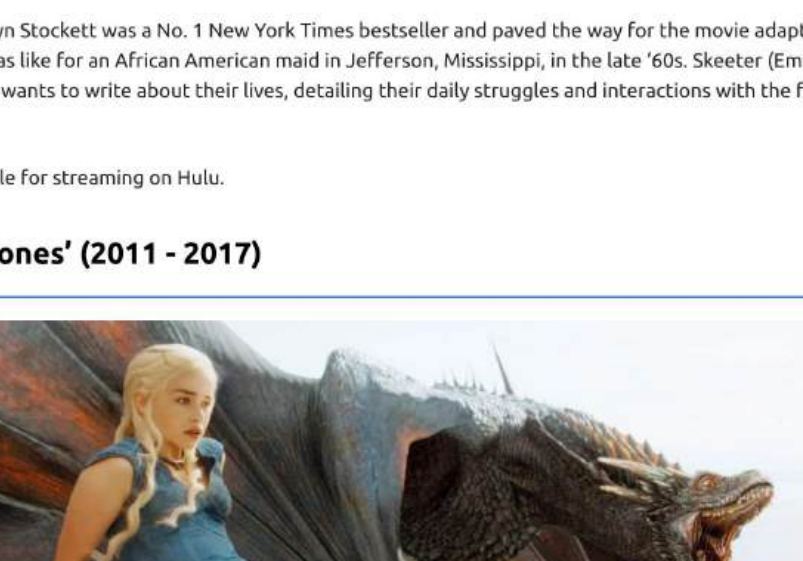 yn Stockett was a No. 1 New York Times bestseller and paved the way for the movie adapt
as like for an African American maid in Jefferson, Mississippi, in the late ‘60s. Skeeter (Em
wants to write about their lives, detailing their daily struggles and interactions with the f
le for streaming on Hulu.
ones’ (2011 - 2017)